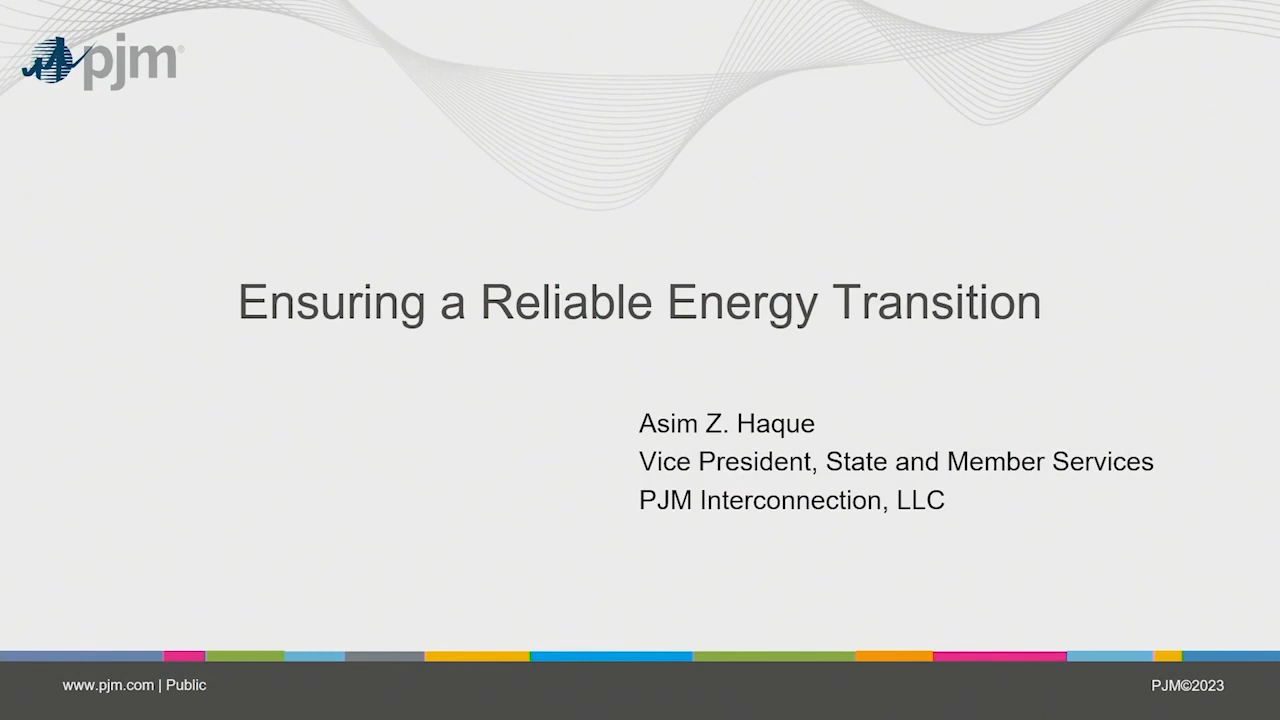 pjm®
Ensuring a Reliable Energy Transition
Asim Z. Haque
Vice President, State and Member Services
PJM Interconnection, LLC
www.pjm.com | Public
PJM©2023